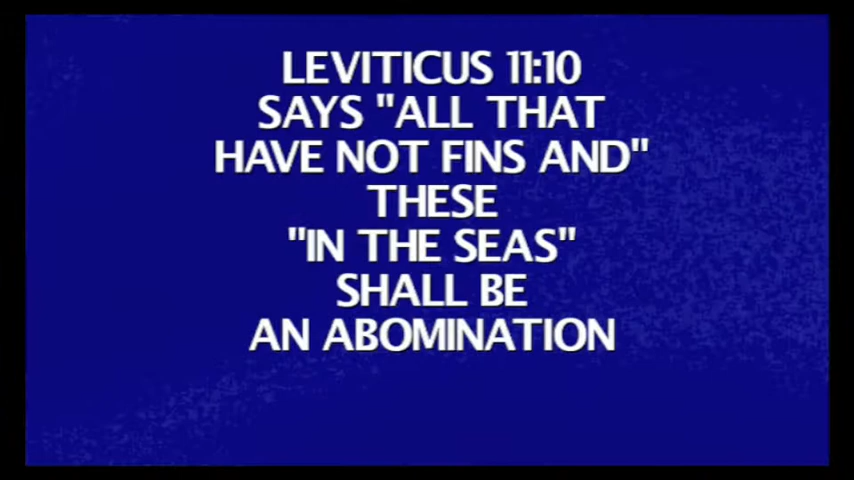 LEVITICUS 11:10
SAYS "ALL THAT
HAVE NOT FINS AND"
THESE
"IN THE SEAS"
SHALL BE
AN ABOMINATION